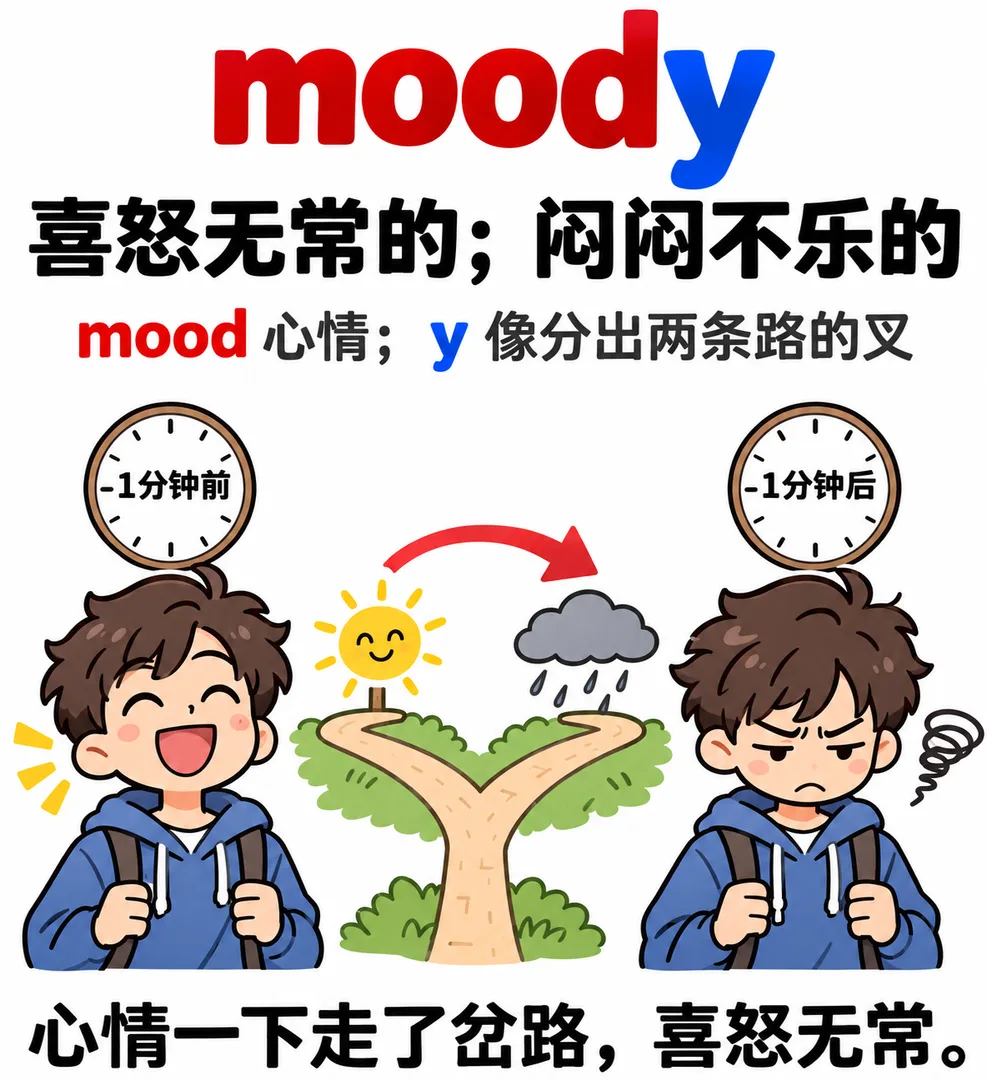 moody
喜怒无常的；闷闷不乐的
mood 心情；y 像分出两条路的叉
-1分钟前
-1分钟后
心情一下走了岔路，喜怒无常。